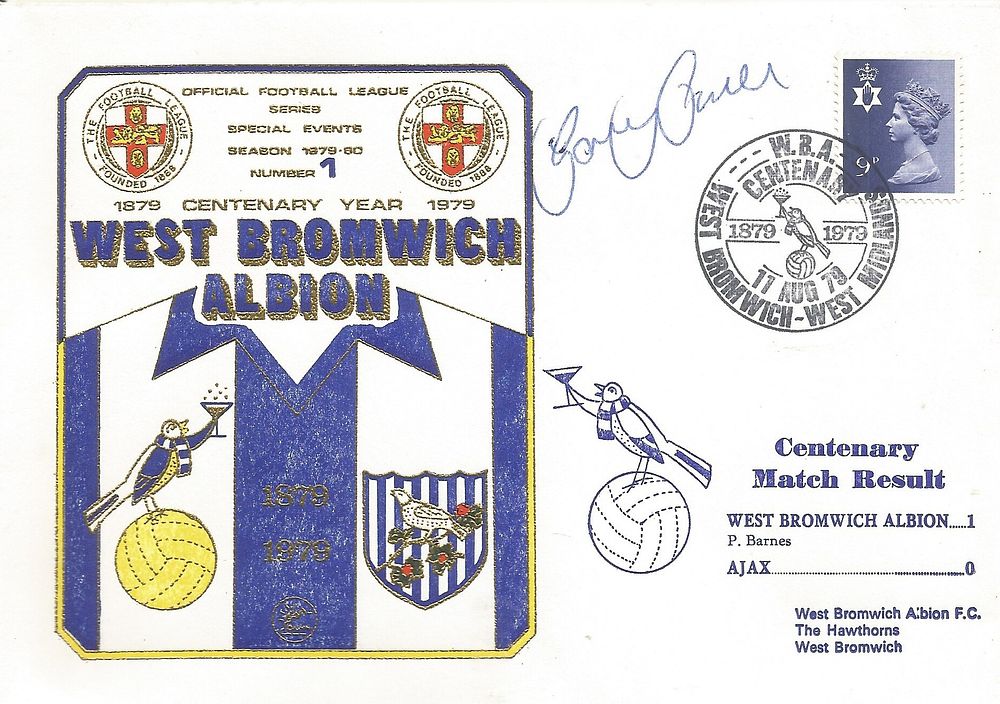 OFFICIAL FOOTBALL LEAGUE
SERIES
SPECIAL EVENTS
SEASON 1979-80
NUMBER 1
THE FOOTBALL LEAGUE
FOUNDED 1888
THE FOOTBALL LEAGUE
FOUNDED 1888
1879 CENTENARY YEAR 1979
WEST BROMWICH
ALBION
1879
1979
9P
W.B.A.
CENTENARY
1879 1979
11 AUG 79
WEST BROMWICH-WEST MIDLANDS
Centenary
Match Result
WEST BROMWICH ALBION.....1
P. Barnes
AJAX.......................................0
West Bromwich Albion F.C.
The Hawthorns
West Bromwich